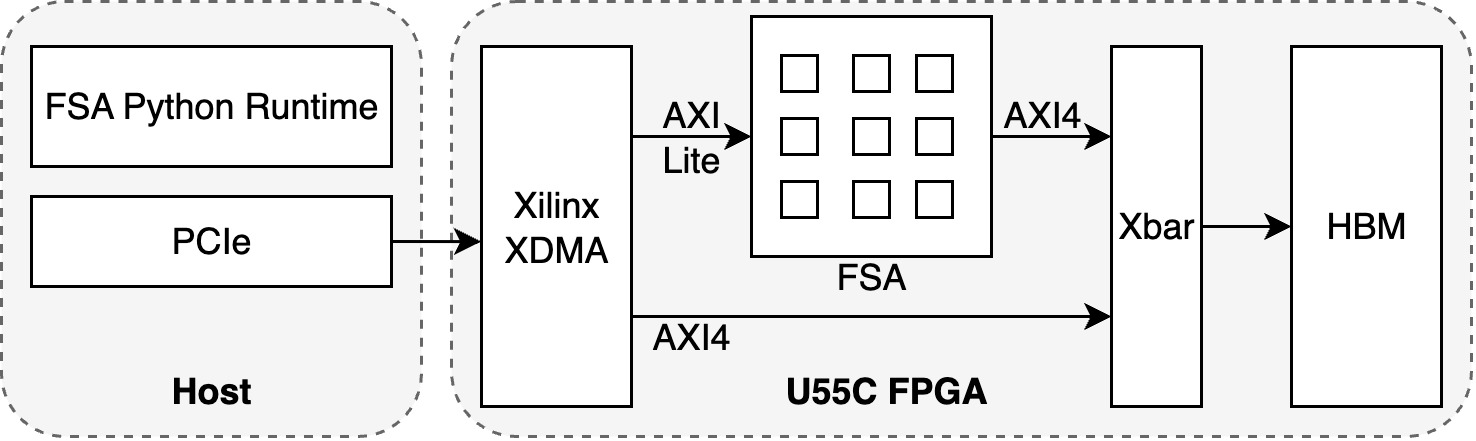 FSA Python Runtime
PCIe
Host
Xilinx
XDMA
AXI
Lite
FSA
AXI4
AXI4
Xbar
HBM
U55C FPGA